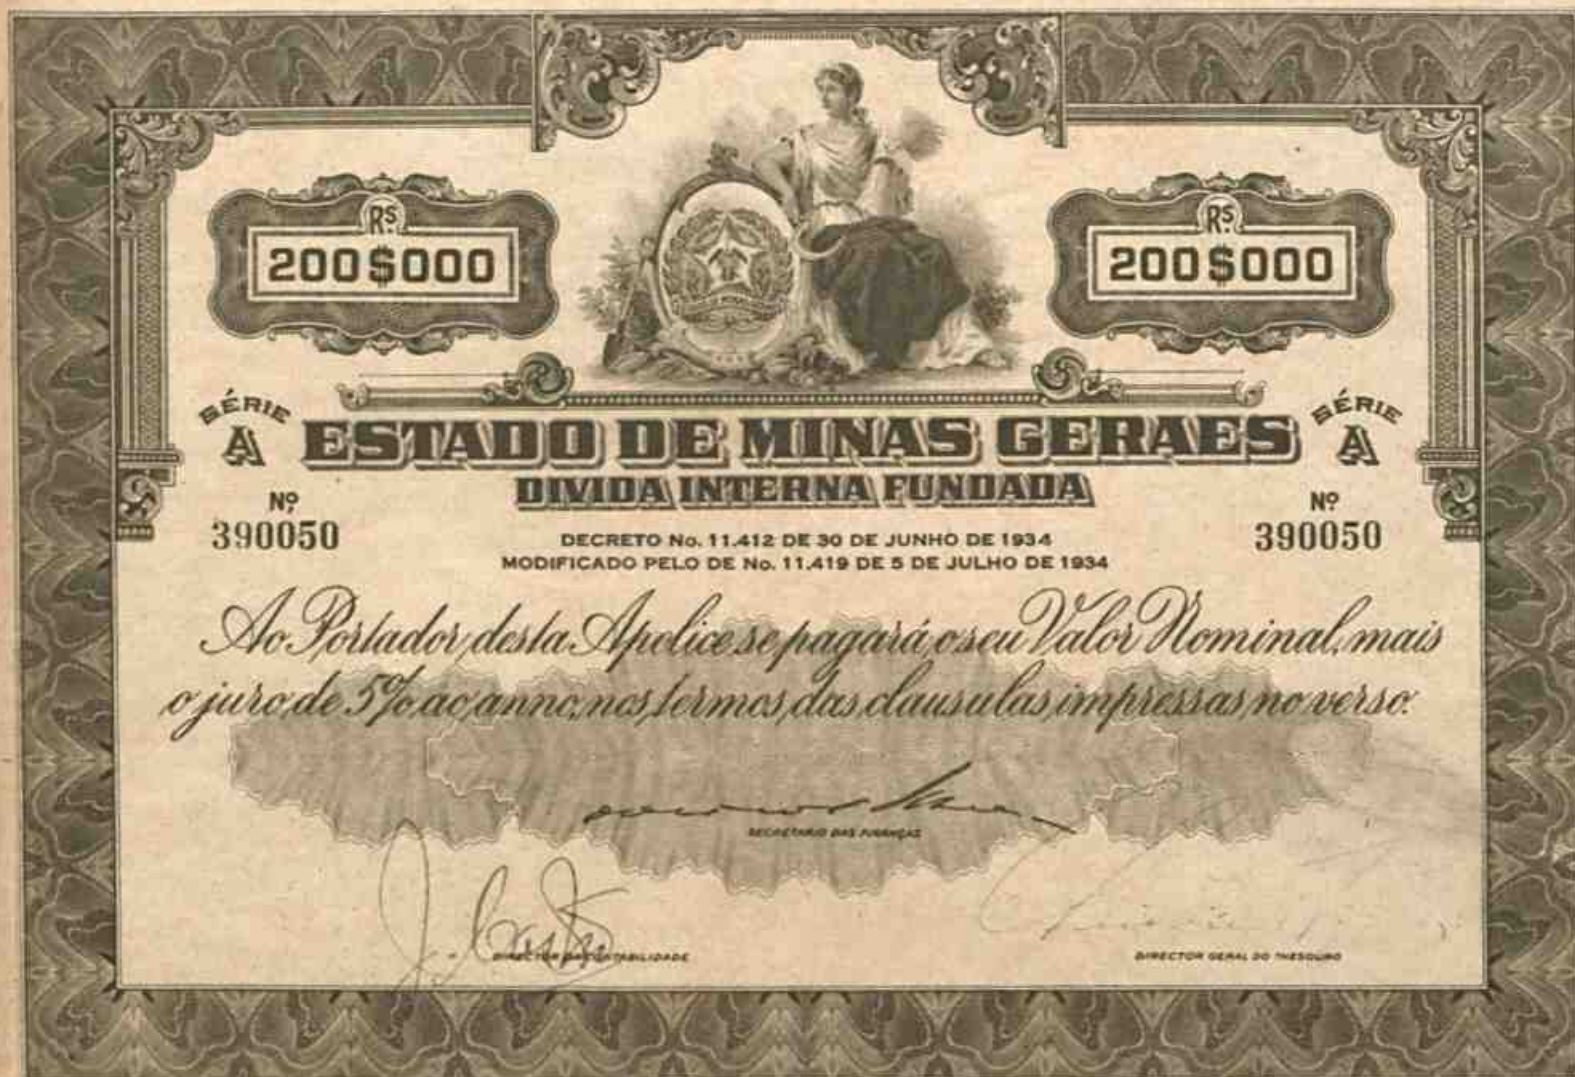 RS. RS.
200$000 200$000
SÉRIE SÉRIE
A ESTADO DE MINAS GERAES A
DIVIDA INTERNA FUNDADA
Nº Nº
390050 390050
DECRETO No. 11.412 DE 30 DE JUNHO DE 1934
MODIFICADO PELO DE No. 11.419 DE 5 DE JULHO DE 1934
Ao Portador desta Apolice se pagará o seu Valor Nominal, mais
o juro de 5% ao anno, nos termos das clausulas impressas no verso.
SECRETARIO DAS FINANÇAS
DIRECTOR DA CONTABILIDADE DIRECTOR GERAL DO THESOURO